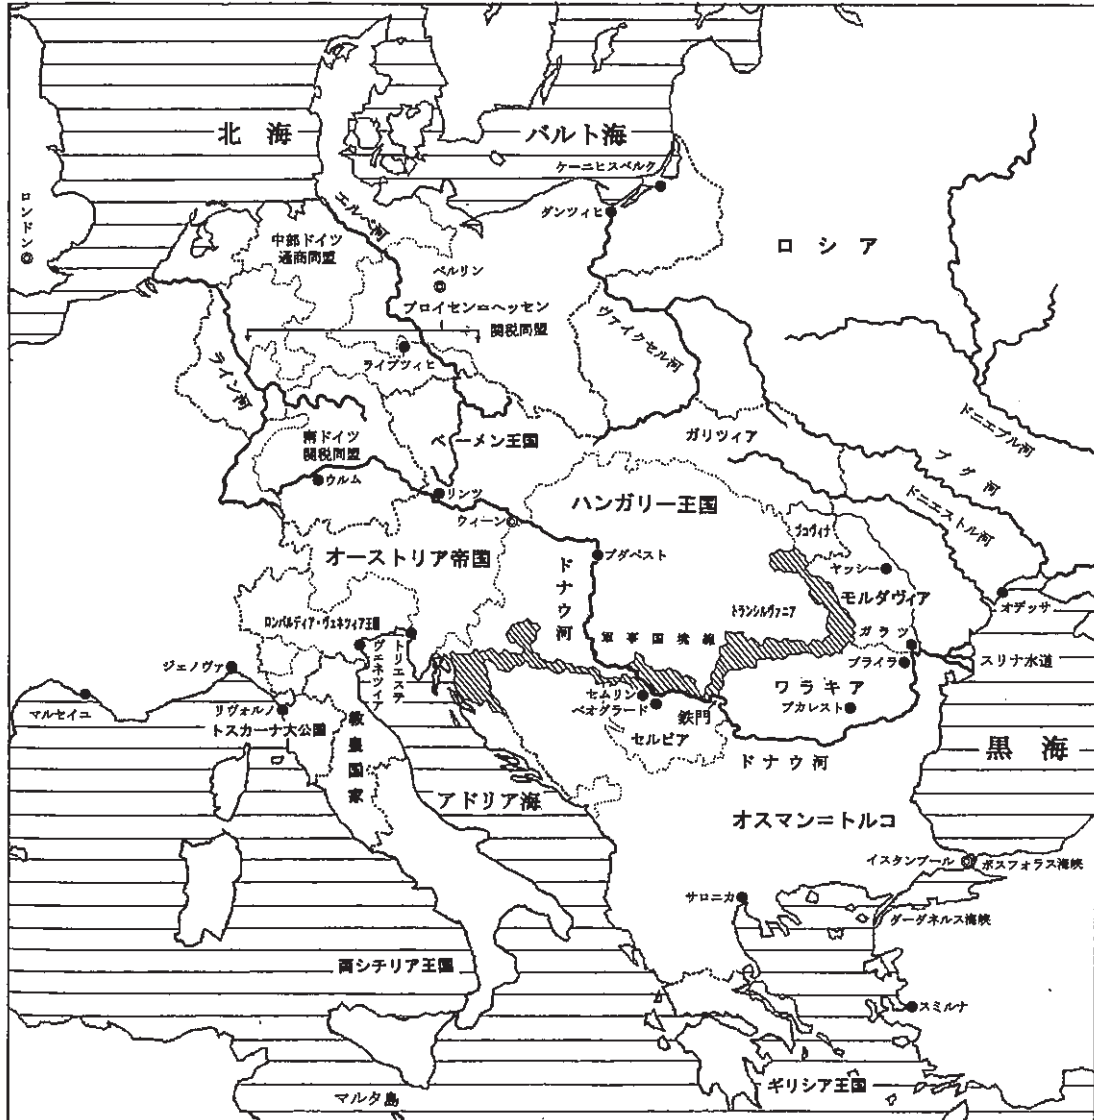 北海
バルト海
ケーニヒスベルク
ダンツィヒ
ロンドン
エルベ河
中部ドイツ
通商同盟
ロシア
ベルリン
プロイセン=ヘッセン
関税同盟
ヴァイクセル河
ライン河
ライプツィヒ
ドニエプル河
南ドイツ
関税同盟
ベーメン王国
ガリツィア
ブグ河
ウルム
リンツ
ハンガリー王国
ドニエストル河
ウィーン
ブコヴィナ
オーストリア帝国
ブダペスト
ヤッシー
ドナウ河
トランシルヴァニア
モルダヴィア
オデッサ
ロンバルディア・ヴェネツィア王国
軍事国境線
ガラツ
ジェノヴァ
ヴェネツィア
トリエステ
ブライラ
スリナ水道
マルセイユ
リヴォルノ
セムリン
ベオグラード
鉄門
ワラキア
ブカレスト
トスカーナ大公国
教皇国家
セルビア
ドナウ河
黒海
アドリア海
オスマン=トルコ
イスタンブール
ボスフォラス海峡
サロニカ
ダーダネルス海峡
両シチリア王国
スミルナ
マルタ島
ギリシア王国